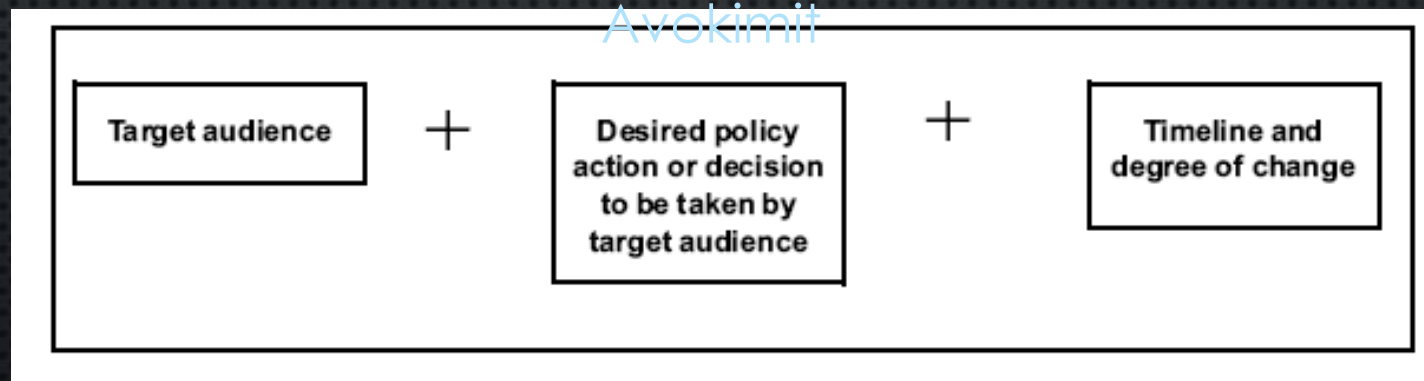 Avokimit
Target audience
+
Desired policy
action or decision
to be taken by
target audience
+
Timeline and
degree of change